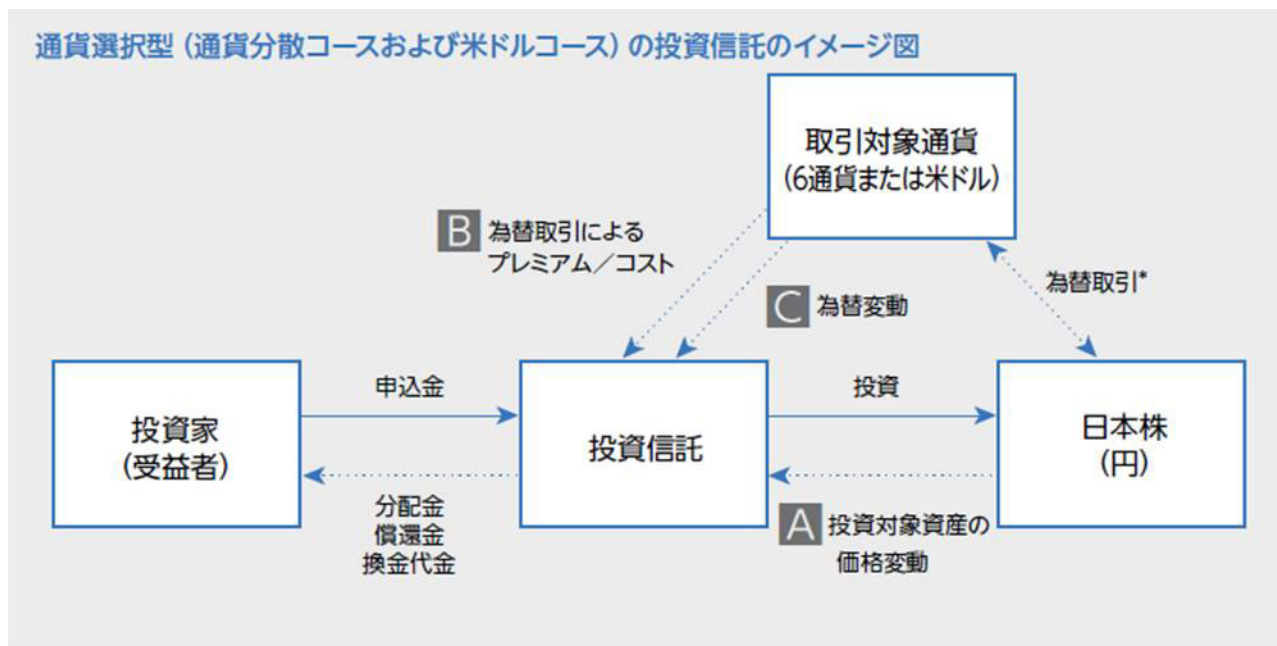 通貨選択型（通貨分散コースおよび米ドルコース）の投資信託のイメージ図
取引対象通貨
（6通貨または米ドル）
B 為替取引による
プレミアム／コスト
C 為替変動
為替取引*
投資家
（受益者）
申込金
分配金
償還金
換金代金
投資信託
投資
A 投資対象資産の
価格変動
日本株
（円）